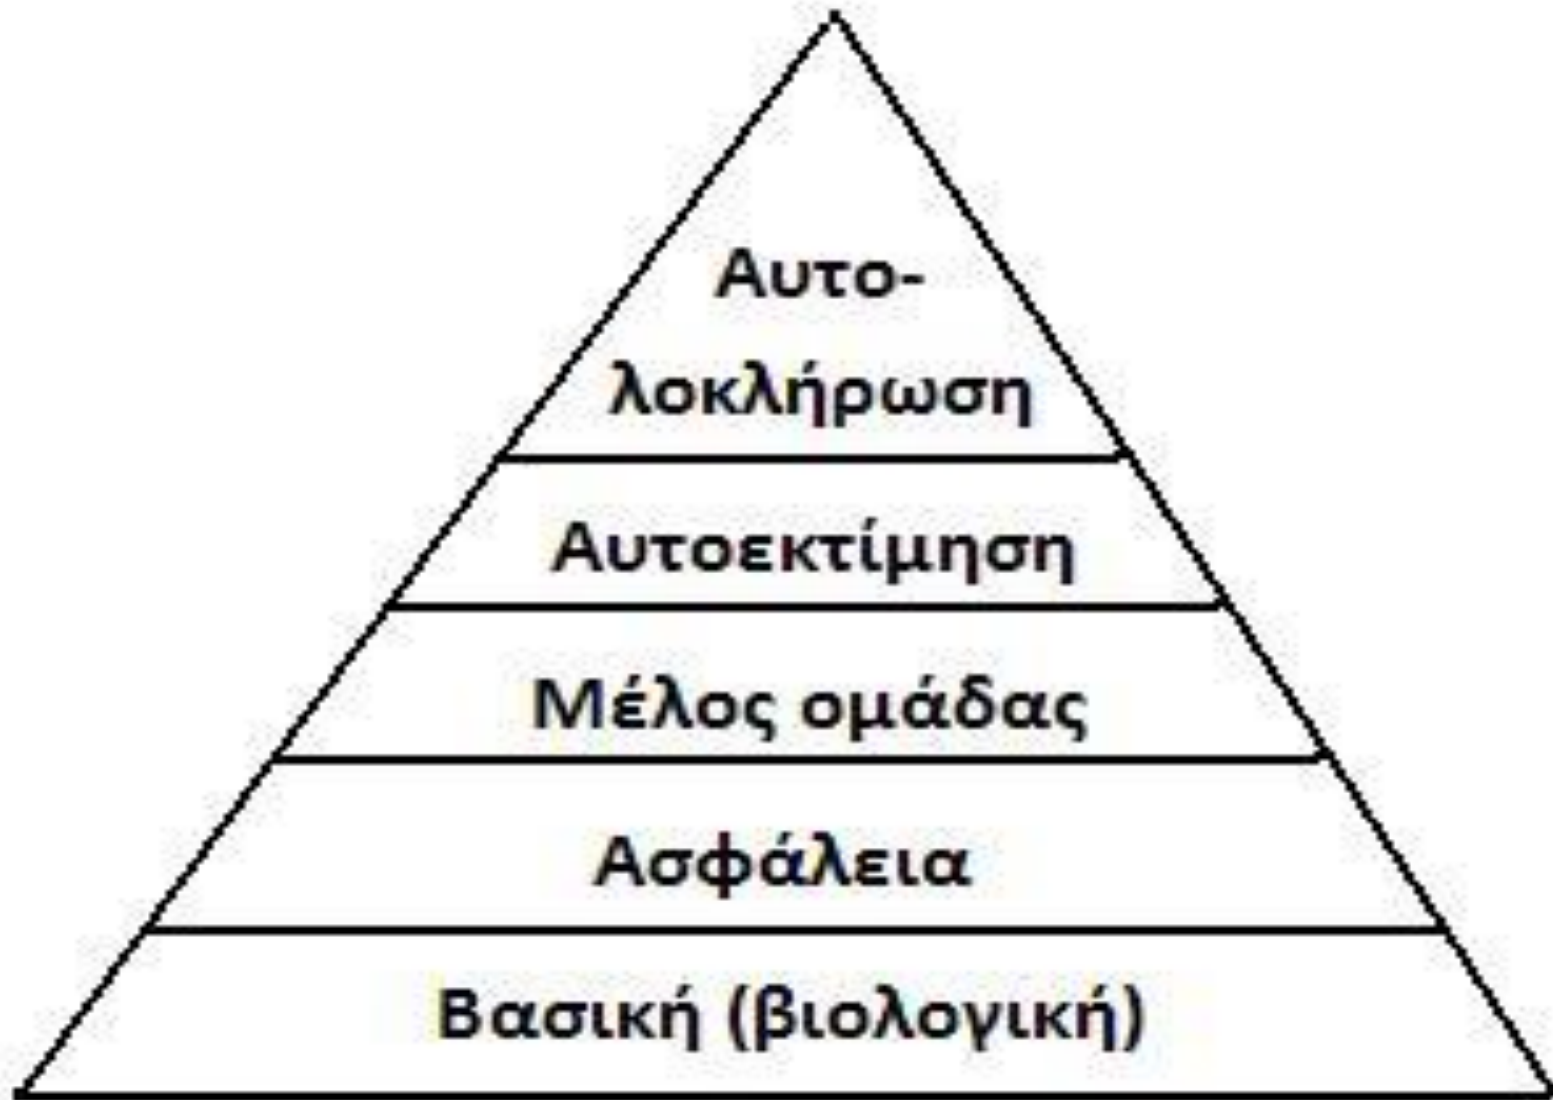 Αυτο-
λοκλήρωση
Αυτοεκτίμηση
Μέλος ομάδας
Ασφάλεια
Βασική (βιολογική)